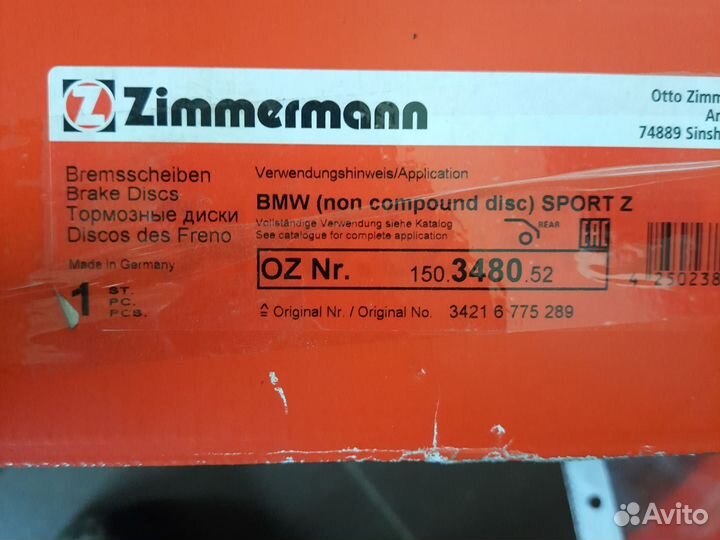 Z Zimmermann
Otto Zimm
74889 Sinsh
Bremsscheiben
Brake Discs
Тормозные диски
Discos des Freno
Made in Germany
1 ST.
PC.
PCS.
Verwendungshinweis/Application
BMW (non compound disc) SPORT Z
Vollständige Verwendung siehe Katalog
See catalogue for complete application
REAR
EAC
OZ Nr. 150.3480.52
Original Nr. / Original No. 3421 6 775 289
4 250238
Avito